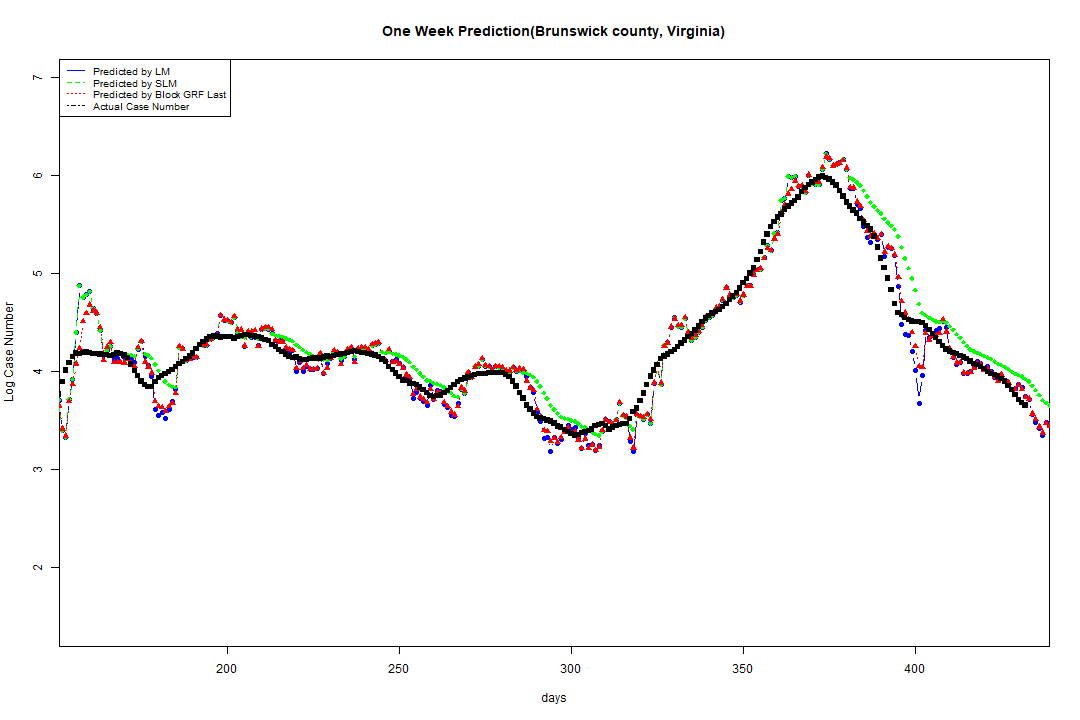 One Week Prediction(Brunswick county, Virginia)
Predicted by LM
Predicted by SLM
Predicted by Block GRF Last
Actual Case Number
7
6
5
4
3
2
Log Case Number
200 250 300 350 400
days